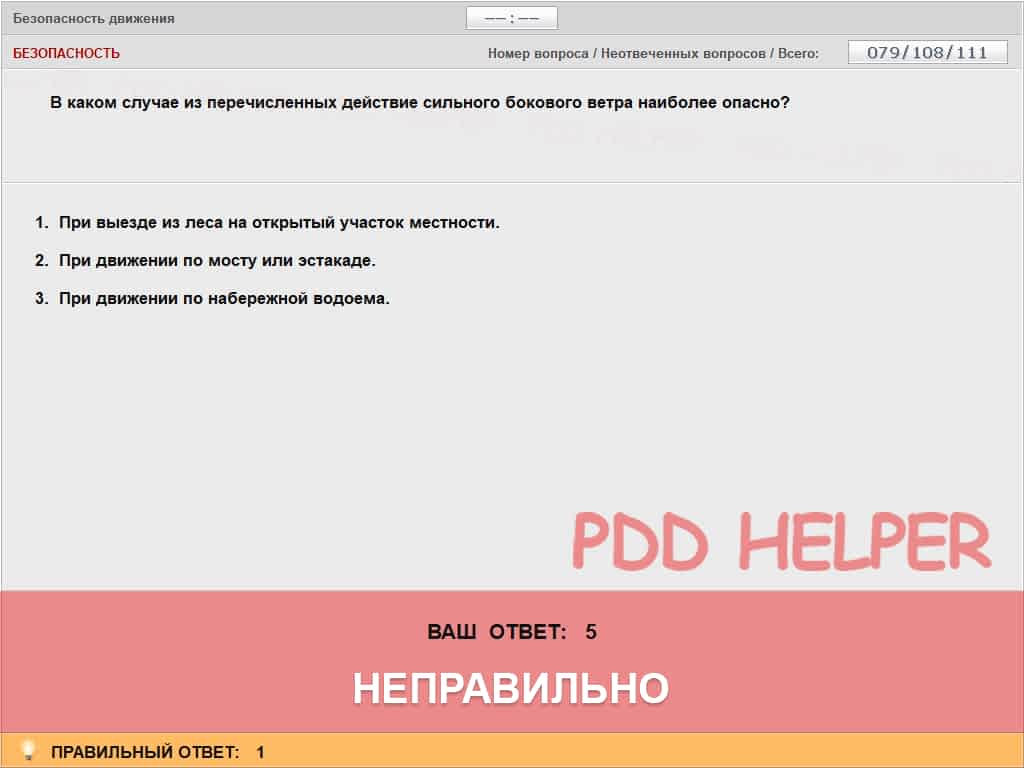 Безопасность движения
—— : ——
БЕЗОПАСНОСТЬ
Номер вопроса / Неотвеченных вопросов / Всего:
079/108/111
В каком случае из перечисленных действие сильного бокового ветра наиболее опасно?
1. При выезде из леса на открытый участок местности.
2. При движении по мосту или эстакаде.
3. При движении по набережной водоема.
PDD HELPER
ВАШ ОТВЕТ: 5
НЕПРАВИЛЬНО
ПРАВИЛЬНЫЙ ОТВЕТ: 1